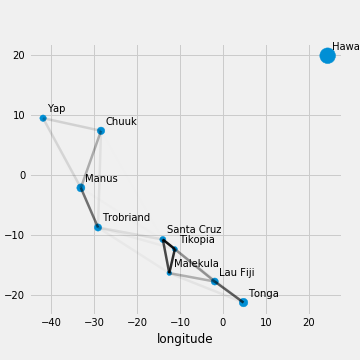 20
10
0
−10
−20
Hawa
Yap
Chuuk
Manus
Trobriand
Santa Cruz
Tikopia
Malekula
Lau Fiji
Tonga
−40 −30 −20 −10 0 10 20
longitude